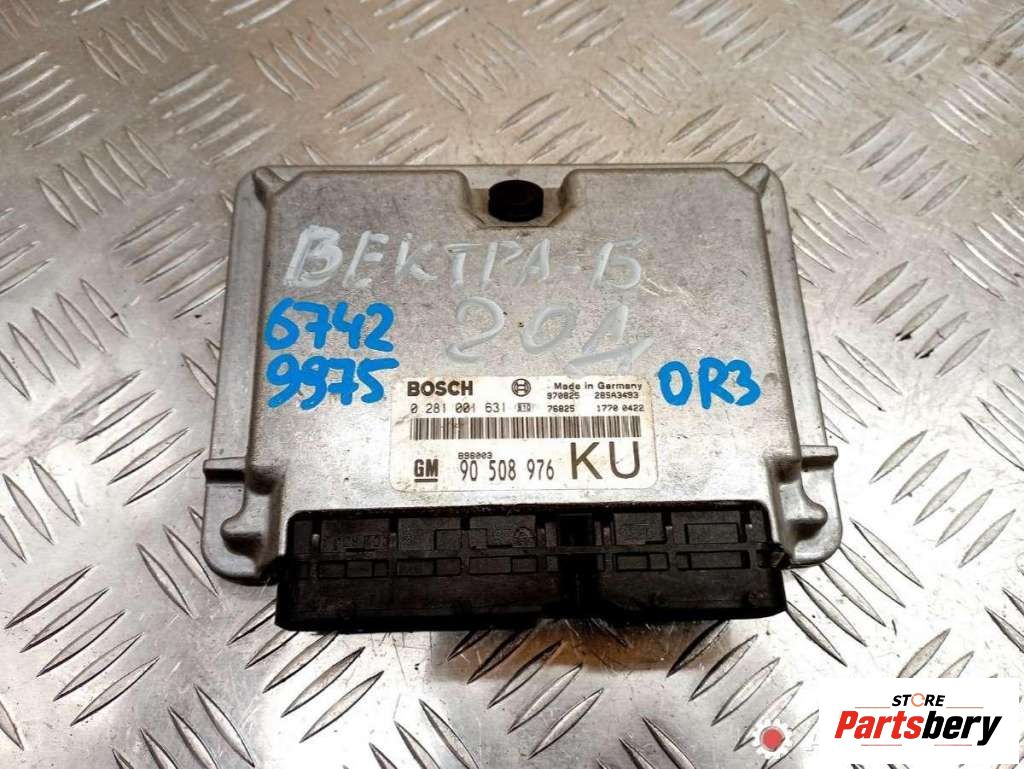 ВЕКТРА-Б
2.0Д
6742
9975
OR3
BOSCH Made in Germany
970825 285A3493
0 281 001 631 76825 1770 0422
B98003
GM 90 508 976 KU
STORE
Partsbery